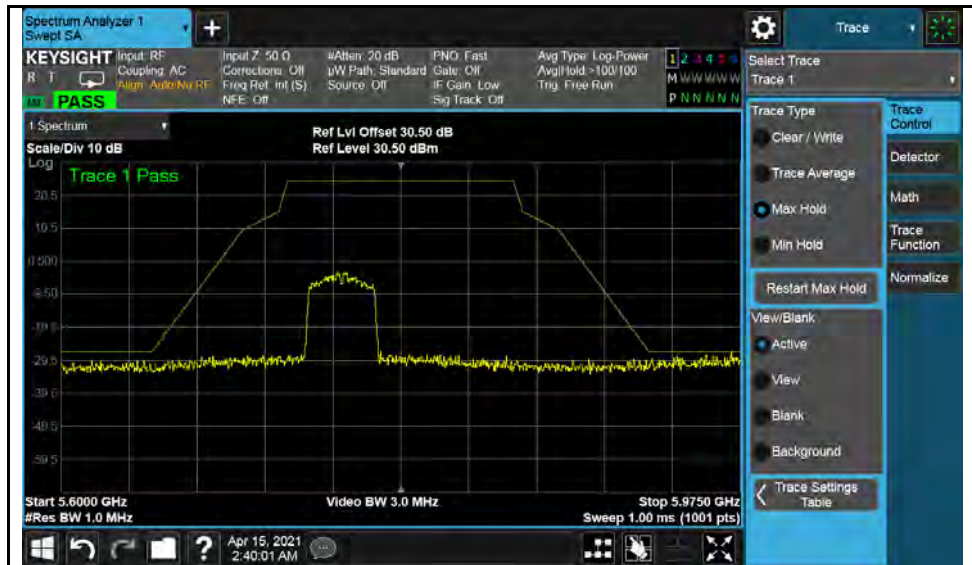 Spectrum Analyzer 1
Swept SA
+
KEYSIGHT
R T
PASS
Input: RF
Coupling: AC
Align: Auto/No RF
Input Z: 50 Ω
Corrections: Off
Freq Ref: Int (S)
NFE: Off
#Atten: 20 dB
µW Path: Standard
Source: Off
PNO: Fast
Gate: Off
IF Gain: Low
Sig Track: Off
Avg Type: Log-Power
Avg|Hold:>100/100
Trig: Free Run
1 2 3 4 5 6
M W W W W W
P N N N N N
1 Spectrum
Scale/Div 10 dB
Ref Lvl Offset 30.50 dB
Ref Level 30.50 dBm
Log
Trace 1 Pass
20.5
10.5
0.500
-9.50
-19.5
-29.5
-39.5
-49.5
-59.5
Start 5.6000 GHz
#Res BW 1.0 MHz
Video BW 3.0 MHz
Stop 5.9750 GHz
Sweep 1.00 ms (1001 pts)
?
Apr 15, 2021
2:40:01 AM
Trace
Select Trace
Trace 1
Trace Type
Clear / Write
Trace Average
Max Hold
Min Hold
Restart Max Hold
View/Blank
Active
View
Blank
Background
Trace Settings
Table
Trace
Control
Detector
Math
Trace
Function
Normalize